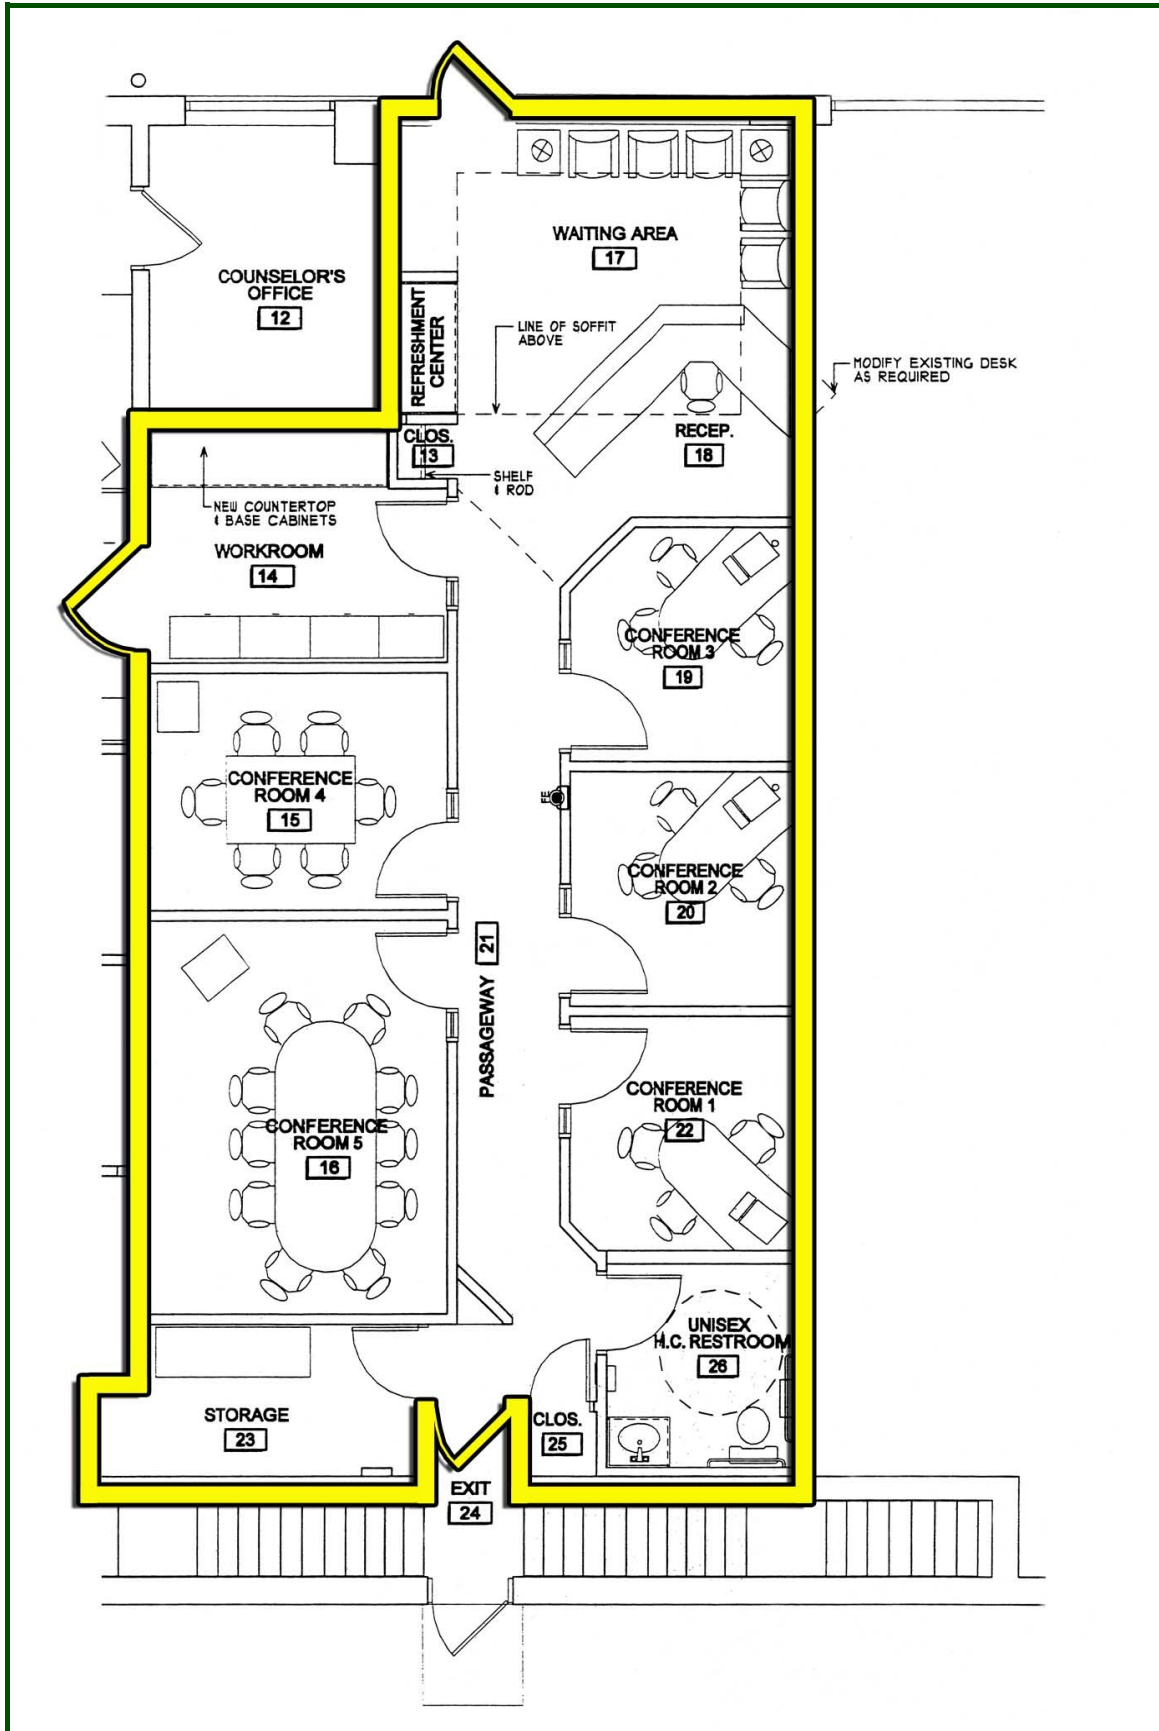 WAITING AREA
17
COUNSELOR'S
OFFICE
12
REFRESHMENT
CENTER
LINE OF SOFFIT
ABOVE
MODIFY EXISTING DESK
AS REQUIRED
CLOS.
13
RECEP.
18
SHELF
& ROD
NEW COUNTERTOP
& BASE CABINETS
WORKROOM
14
CONFERENCE
ROOM 3
19
CONFERENCE
ROOM 4
15
FE
CONFERENCE
ROOM 2
20
PASSAGEWAY 21
CONFERENCE
ROOM 1
22
CONFERENCE
ROOM 5
16
UNISEX
H.C. RESTROOM
26
STORAGE
23
CLOS.
25
EXIT
24